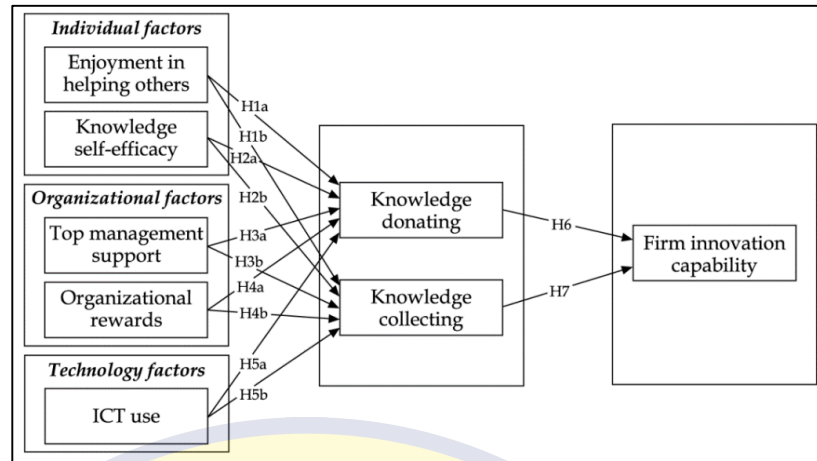 Individual factors
Enjoyment in
helping others
Knowledge
self-efficacy
Organizational factors
Top management
support
Organizational
rewards
Technology factors
ICT use
H1a
H1b
H2a
H2b
H3a
H3b
H4a
H4b
H5a
H5b
Knowledge
donating
Knowledge
collecting
H6
H7
Firm innovation
capability